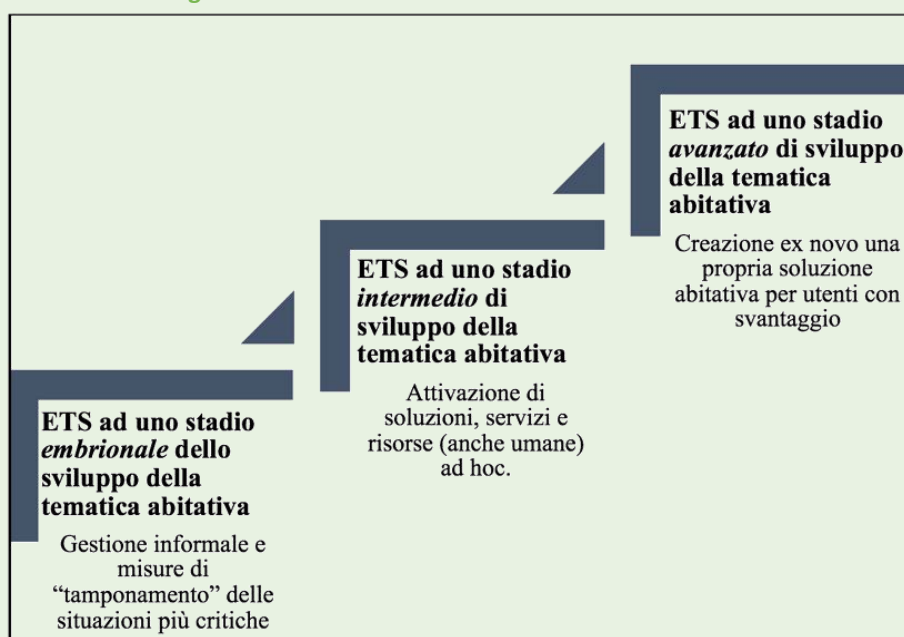 ETS ad uno stadio
avanzato di sviluppo
della tematica
abitativa
Creazione ex novo una
propria soluzione
abitativa per utenti con
svantaggio
ETS ad uno stadio
intermedio di
sviluppo della
tematica abitativa
Attivazione di
soluzioni, servizi e
risorse (anche umane)
ad hoc.
ETS ad uno stadio
embrionale dello
sviluppo della
tematica abitativa
Gestione informale e
misure di
“tamponamento” delle
situazioni più critiche